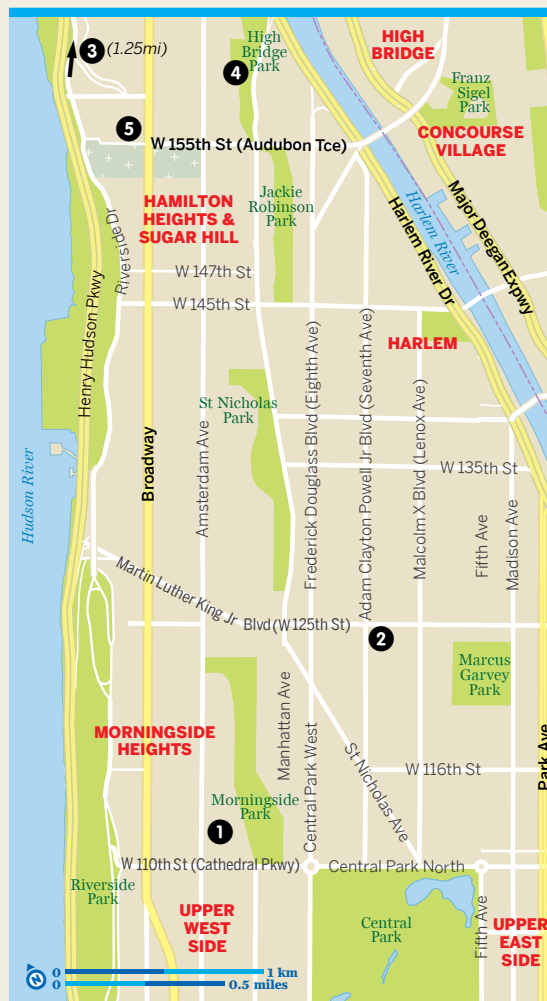 3 (1.25mi)
High
Bridge
Park
4
HIGH
BRIDGE
Franz
Sigel
Park
5
W 155th St (Audubon Tce)
CONCOURSE
VILLAGE
HAMILTON
HEIGHTS &
SUGAR HILL
Jackie
Robinson
Park
Harlem River
Major Deegan Expwy
Harlem River Dr
Riverside Dr
W 147th St
W 145th St
Henry Hudson Pkwy
HARLEM
St Nicholas
Park
Hudson River
Broadway
Amsterdam Ave
Frederick Douglass Blvd (Eighth Ave)
Adam Clayton Powell Jr Blvd (Seventh Ave)
Malcolm X Blvd (Lenox Ave)
W 135th St
Fifth Ave
Madison Ave
Martin Luther King Jr
Blvd (W 125th St)
2
Marcus
Garvey
Park
MORNINGSIDE
HEIGHTS
Manhattan Ave
Central Park West
St Nicholas Ave
W 116th St
Park Ave
Morningside
Park
1
W 110th St (Cathedral Pkwy)
Central Park North
Riverside
Park
UPPER
WEST
SIDE
Central
Park
Fifth Ave
UPPER
EAST
SIDE
0 1 km
0 0.5 miles